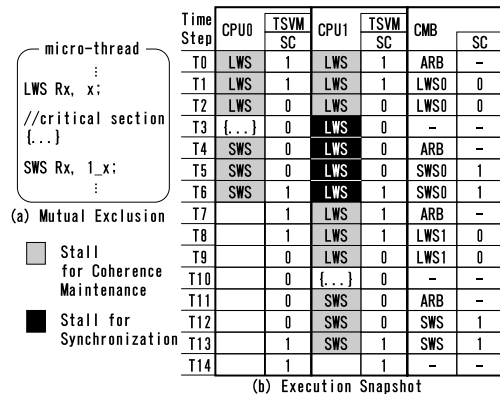 micro-thread
⋮
LWS Rx, x;
//critical section
{...}
SWS Rx, 1_x;
⋮
(a) Mutual Exclusion
Stall
for Coherence
Maintenance
Stall for
Synchronization
Time Step CPU0 TSVM SC CPU1 TSVM SC CMB SC
T0 LWS 1 LWS 1 ARB -
T1 LWS 1 LWS 1 LWS0 0
T2 LWS 0 LWS 0 LWS0 0
T3 {...} 0 LWS 0 - -
T4 SWS 0 LWS 0 ARB -
T5 SWS 0 LWS 0 SWS0 1
T6 SWS 1 LWS 1 SWS0 1
T7 1 LWS 1 ARB -
T8 1 LWS 1 LWS1 0
T9 0 LWS 0 LWS1 0
T10 0 {...} 0 - -
T11 0 SWS 0 ARB -
T12 0 SWS 0 SWS 1
T13 1 SWS 1 SWS 1
T14 1 1 - -
(b) Execution Snapshot